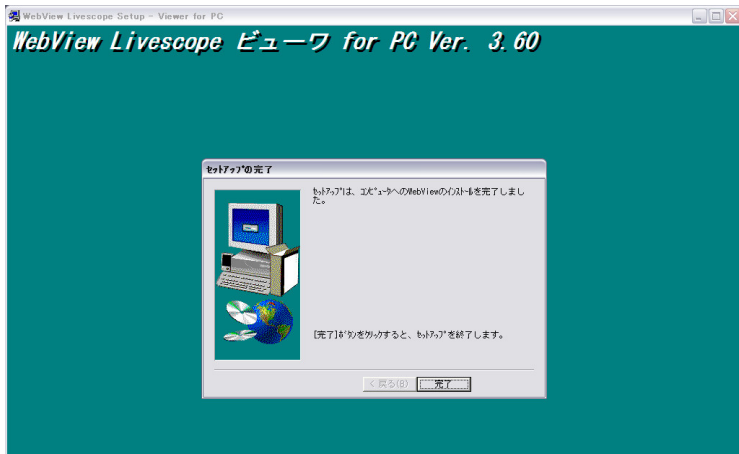 WebView Livescope Setup - Viewer for PC
WebView Livescope ビューワ for PC Ver. 3.60
ｾｯﾄｱｯﾌﾟの完了
ｾｯﾄｱｯﾌﾟは、ｺﾝﾋﾟｭｰﾀへのWebViewのｲﾝｽﾄｰﾙを完了しまし
た。
[完了]ﾎﾞﾀﾝをｸﾘｯｸすると、ｾｯﾄｱｯﾌﾟを終了します。
< 戻る(B)
完了